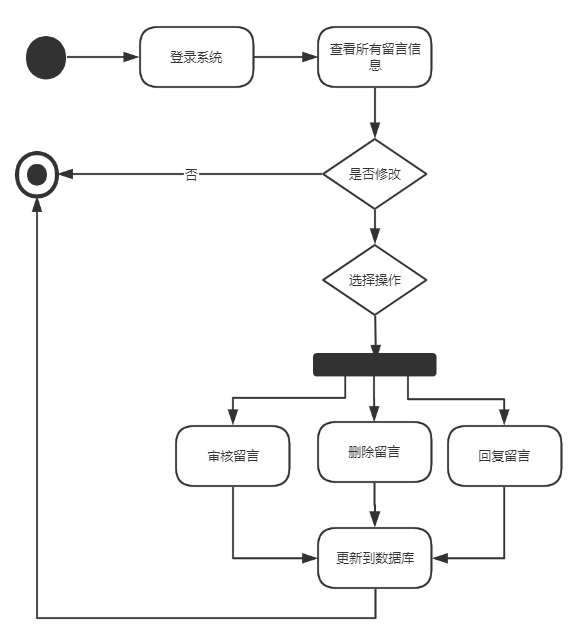 登录系统
查看所有留言信
息
是否修改
否
选择操作
审核留言
删除留言
回复留言
更新到数据库